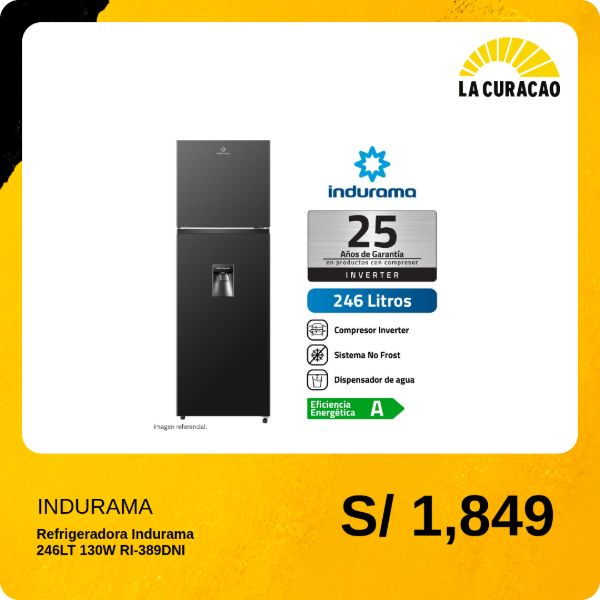 LA CURACAO
indurama
indurama
25
Años de Garantía
en productos con compresor
INVERTER
246 Litros
Compresor Inverter
Sistema No Frost
Dispensador de agua
Eficiencia
Energética
A
Imagen referencial.
INDURAMA
S/ 1,849
Refrigeradora Indurama
246LT 130W RI-389DNI